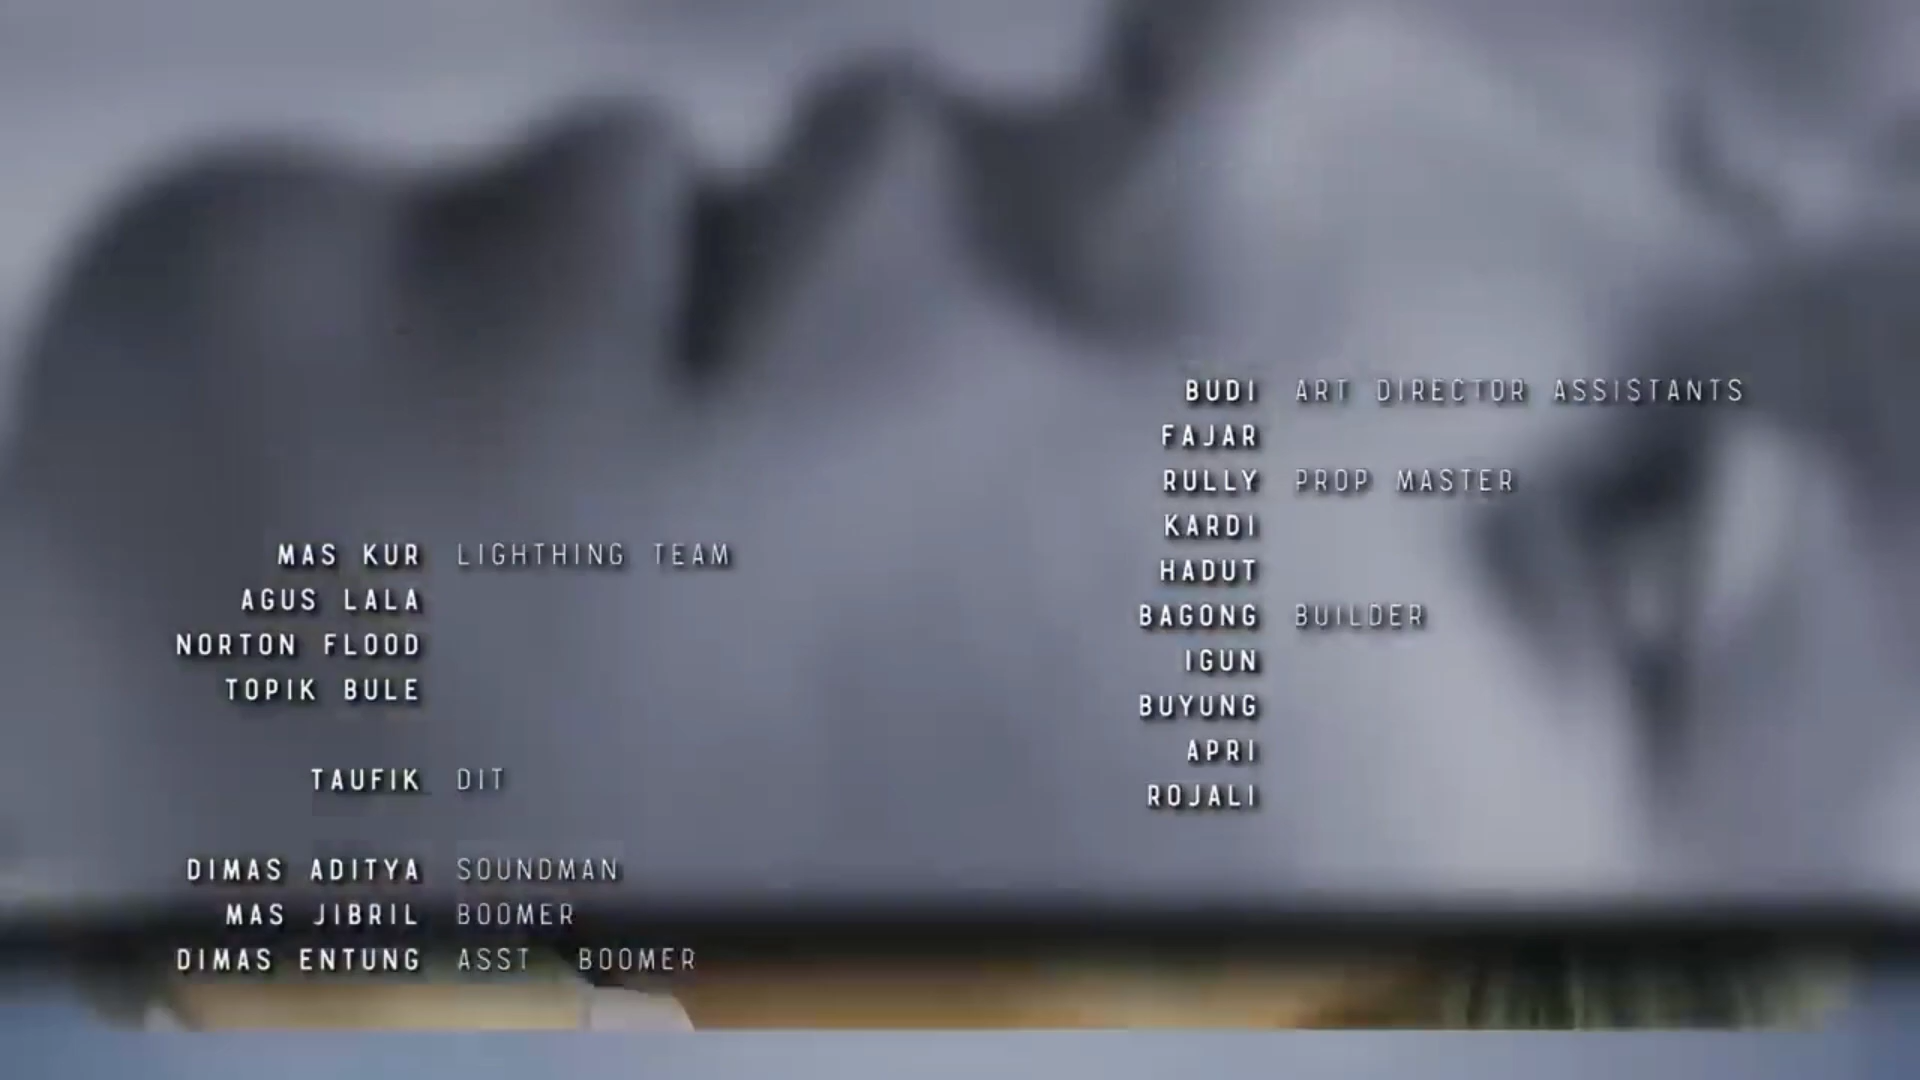 MAS KUR LIGHTHING TEAM
AGUS LALA
NORTON FLOOD
TOPIK BULE
TAUFIK DIT
DIMAS ADITYA SOUNDMAN
MAS JIBRIL BOOMER
DIMAS ENTUNG ASST BOOMER
BUDI ART DIRECTOR ASSISTANTS
FAJAR
RULLY PROP MASTER
KARDI
HADUT
BAGONG BUILDER
IGUN
BUYUNG
APRI
ROJALI